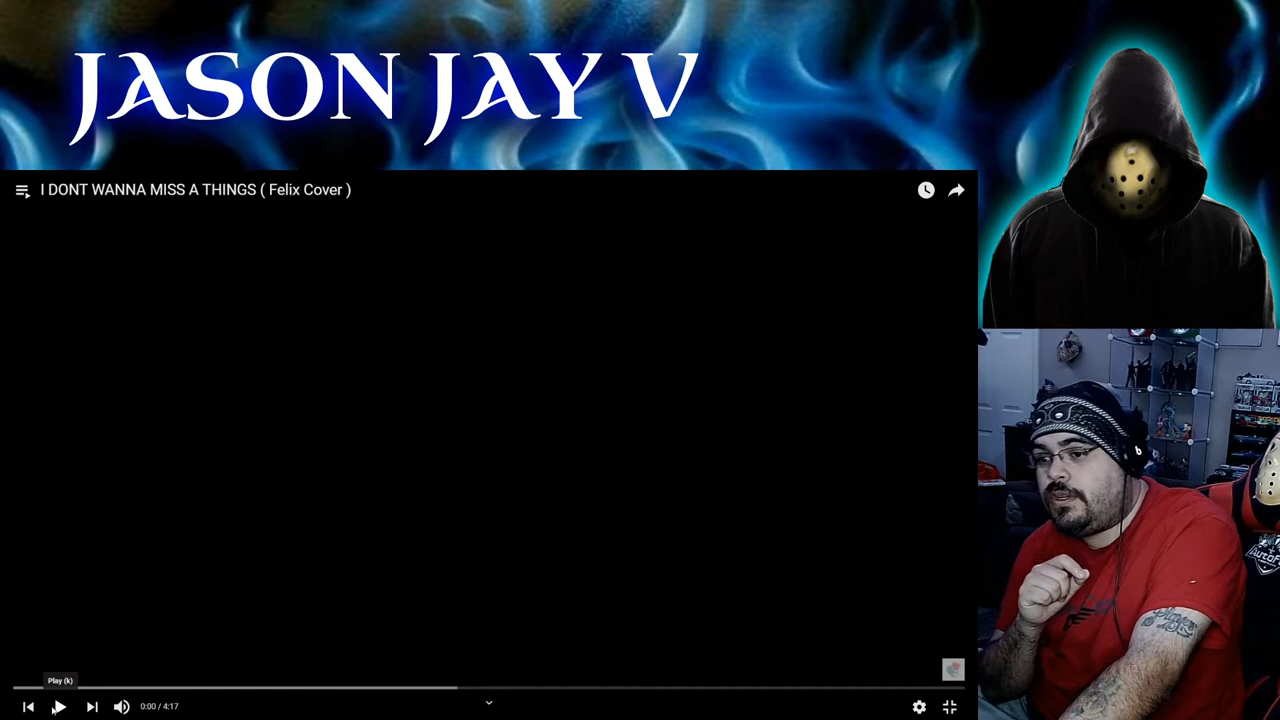 JASON JAY V
I DONT WANNA MISS A THINGS ( Felix Cover )
Play (k)
0:00 / 4:17